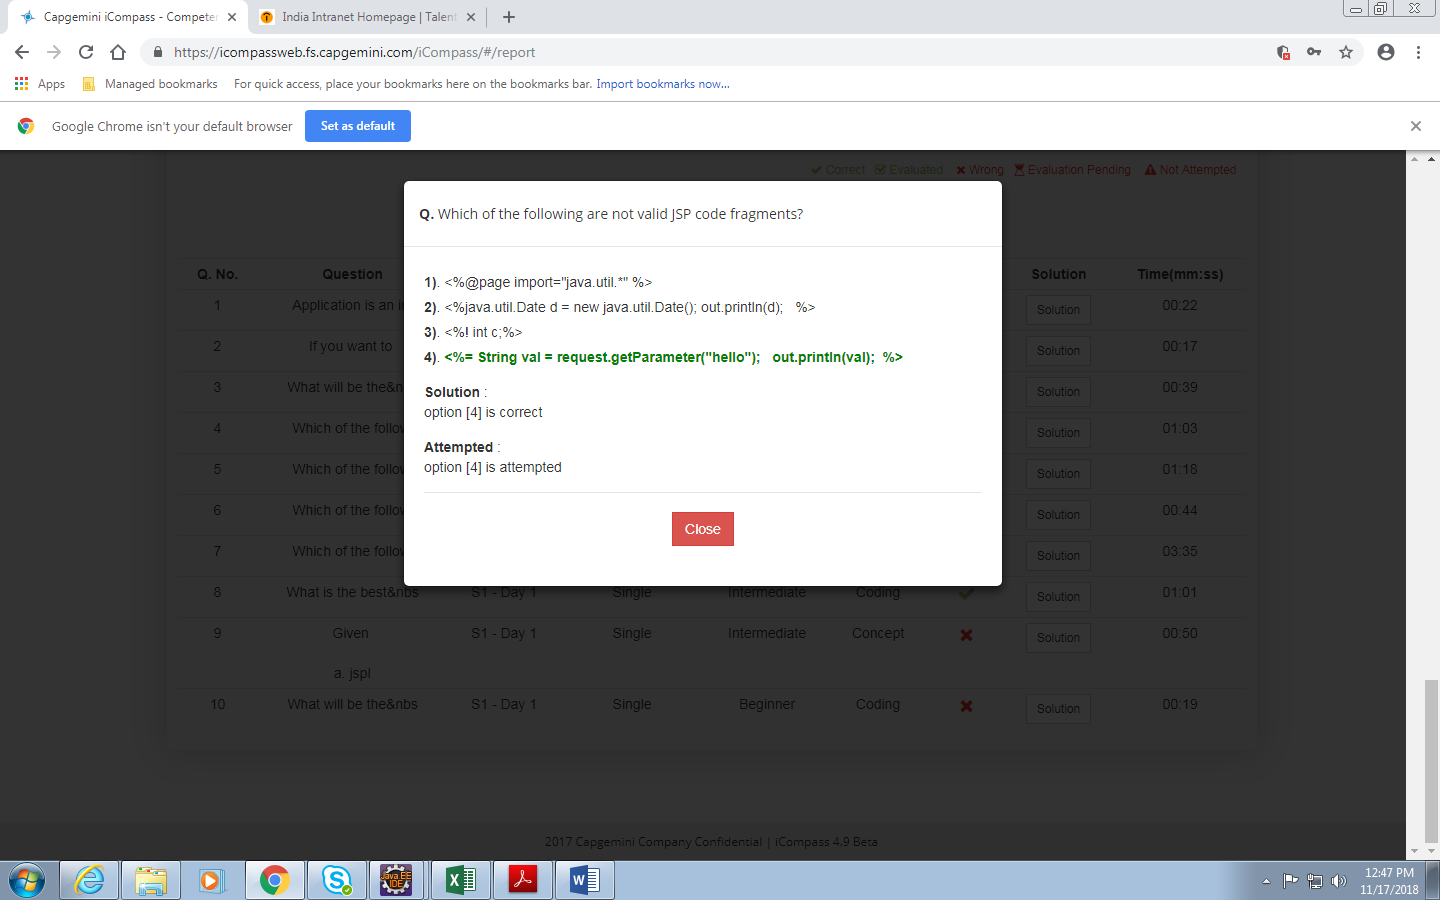 Capgemini iCompass - Competen
India Intranet Homepage | Talent
https://icompassweb.fs.capgemini.com/iCompass/#/report
Apps
Managed bookmarks
For quick access, place your bookmarks here on the bookmarks bar. Import bookmarks now...
Google Chrome isn't your default browser
Set as default
Correct Evaluated Wrong Evaluation Pending Not Attempted
Q. Which of the following are not valid JSP code fragments?
1). <%@page import="java.util.*" %>
2). <%java.util.Date d = new java.util.Date(); out.println(d);   %>
3). <%! int c;%>
4). <%= String val = request.getParameter("hello");   out.println(val);  %>
Solution :
option [4] is correct
Attempted :
option [4] is attempted
Close
Q. No. Question Solution Time(mm:ss)
1 Application is an in Solution 00:22
2 If you want to Solution 00:17
3 What will be the&n Solution 00:39
4 Which of the follow Solution 01:03
5 Which of the follow Solution 01:18
6 Which of the follow Solution 00:44
7 Which of the follow Solution 03:35
8 What is the best&nbs S1 - Day 1 Single Intermediate Coding Solution 01:01
9 Given S1 - Day 1 Single Intermediate Concept Solution 00:50
a. jspI
10 What will be the&nbs S1 - Day 1 Single Beginner Coding Solution 00:19
2017 Capgemini Company Confidential | iCompass 4.9 Beta
Java EE
IDE
12:47 PM
11/17/2018